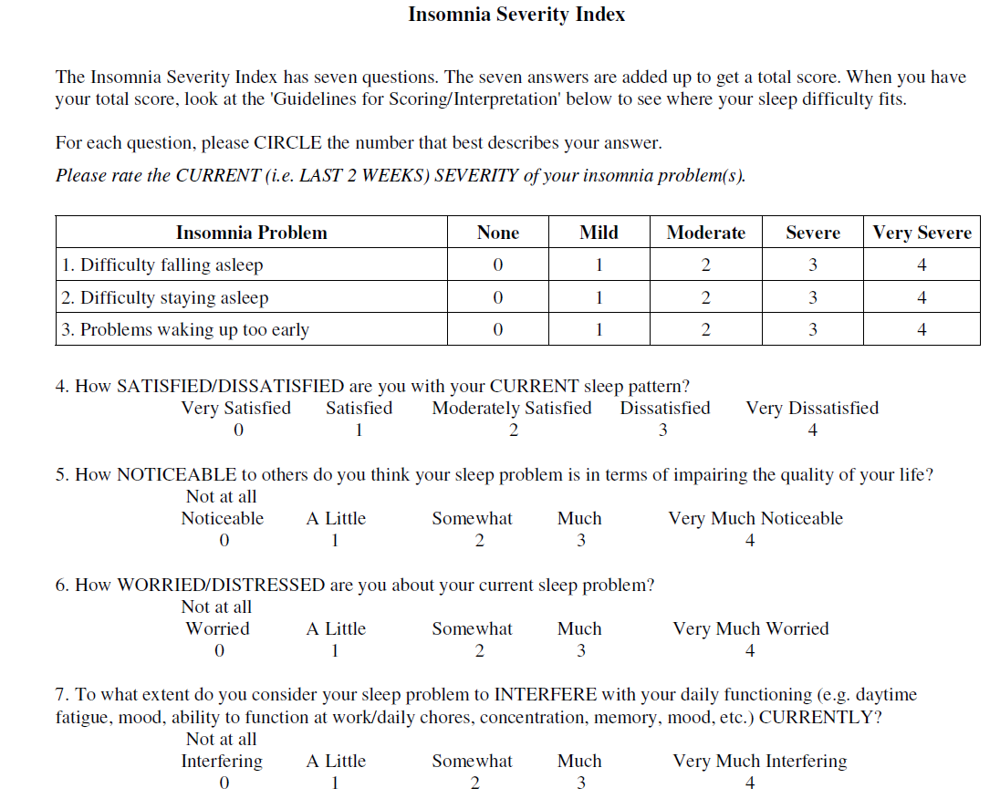 Insomnia Severity Index
The Insomnia Severity Index has seven questions. The seven answers are added up to get a total score. When you have
your total score, look at the 'Guidelines for Scoring/Interpretation' below to see where your sleep difficulty fits.
For each question, please CIRCLE the number that best describes your answer.
Please rate the CURRENT (i.e. LAST 2 WEEKS) SEVERITY of your insomnia problem(s).
Insomnia Problem None Mild Moderate Severe Very Severe
1. Difficulty falling asleep 0 1 2 3 4
2. Difficulty staying asleep 0 1 2 3 4
3. Problems waking up too early 0 1 2 3 4
4. How SATISFIED/DISSATISFIED are you with your CURRENT sleep pattern?
Very Satisfied Satisfied Moderately Satisfied Dissatisfied Very Dissatisfied
0 1 2 3 4
5. How NOTICEABLE to others do you think your sleep problem is in terms of impairing the quality of your life?
Not at all
Noticeable A Little Somewhat Much Very Much Noticeable
0 1 2 3 4
6. How WORRIED/DISTRESSED are you about your current sleep problem?
Not at all
Worried A Little Somewhat Much Very Much Worried
0 1 2 3 4
7. To what extent do you consider your sleep problem to INTERFERE with your daily functioning (e.g. daytime
fatigue, mood, ability to function at work/daily chores, concentration, memory, mood, etc.) CURRENTLY?
Not at all
Interfering A Little Somewhat Much Very Much Interfering
0 1 2 3 4